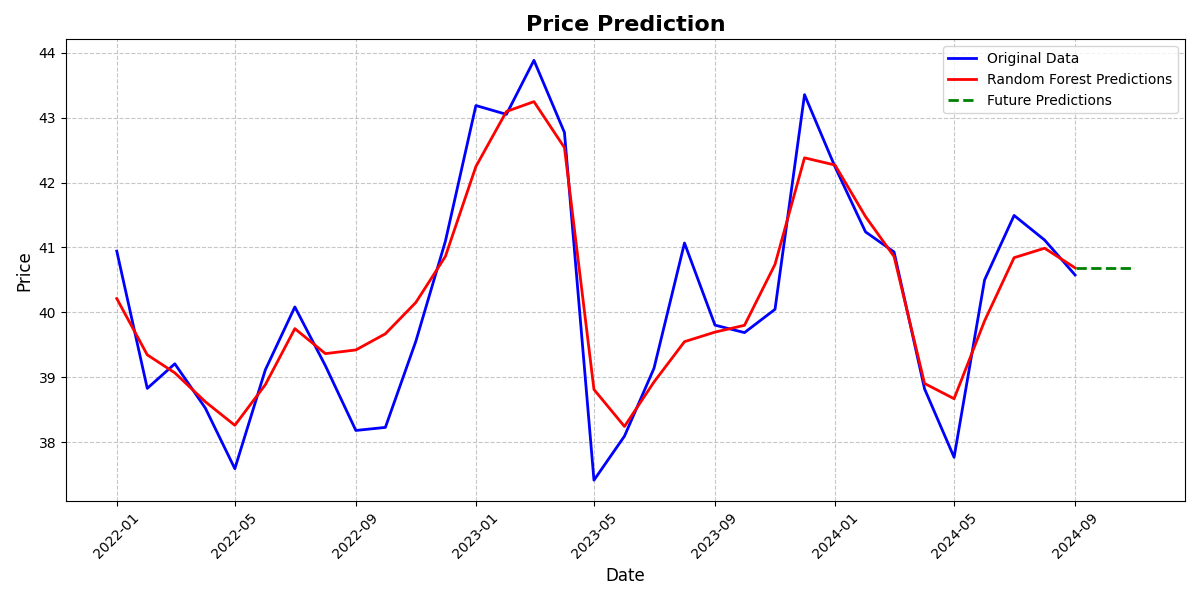 Price Prediction
Original Data
Random Forest Predictions
Future Predictions
Price
44
43
42
41
40
39
38
2022-01
2022-05
2022-09
2023-01
2023-05
2023-09
2024-01
2024-05
2024-09
Date